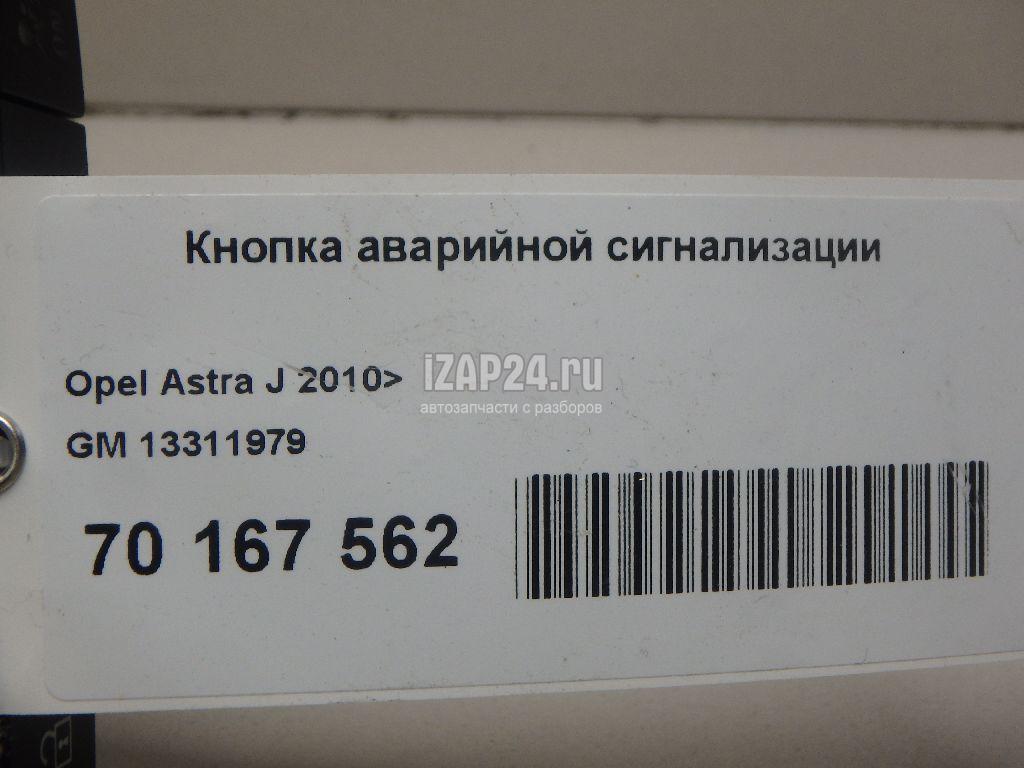 Кнопка аварийной сигнализации
Opel Astra J 2010>
iZAP24.ru
автозапчасти с разборов
GM 13311979
70 167 562